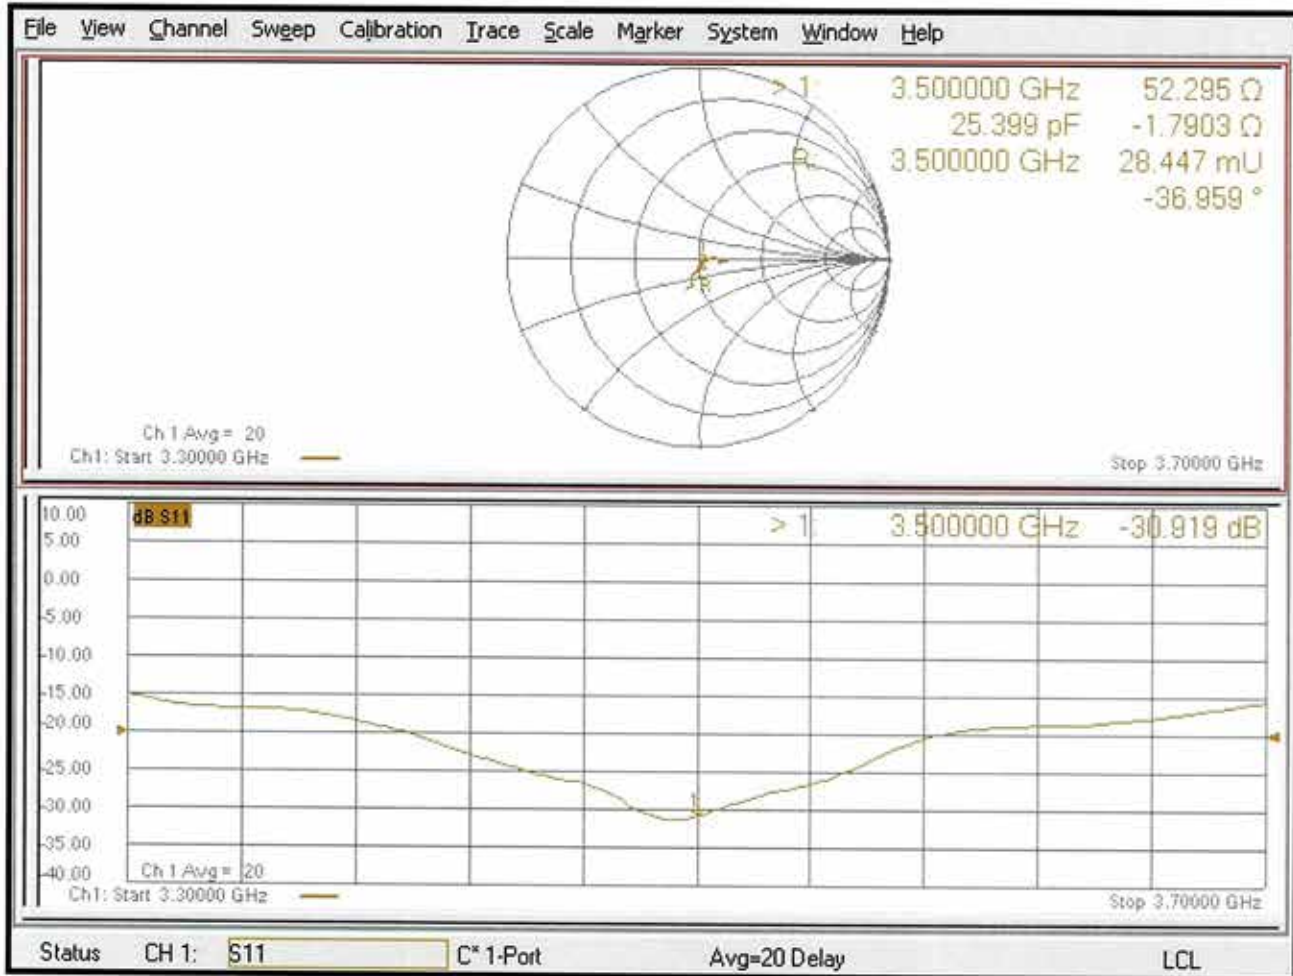 File View Channel Sweep Calibration Trace Scale Marker System Window Help
> 1: 3.500000 GHz 52.295 Ω
25.399 pF -1.7903 Ω
R: 3.500000 GHz 28.447 mU
-36.959 °
1
R
Ch 1 Avg = 20
Ch1: Start 3.30000 GHz
Stop 3.70000 GHz
10.00
dB S11
> 1: 3.500000 GHz -30.919 dB
5.00
0.00
-5.00
-10.00
-15.00
-20.00
-25.00
-30.00
1
-35.00
-40.00
Ch 1 Avg = 20
Ch1: Start 3.30000 GHz
Stop 3.70000 GHz
Status CH 1: S11 C* 1-Port Avg=20 Delay LCL